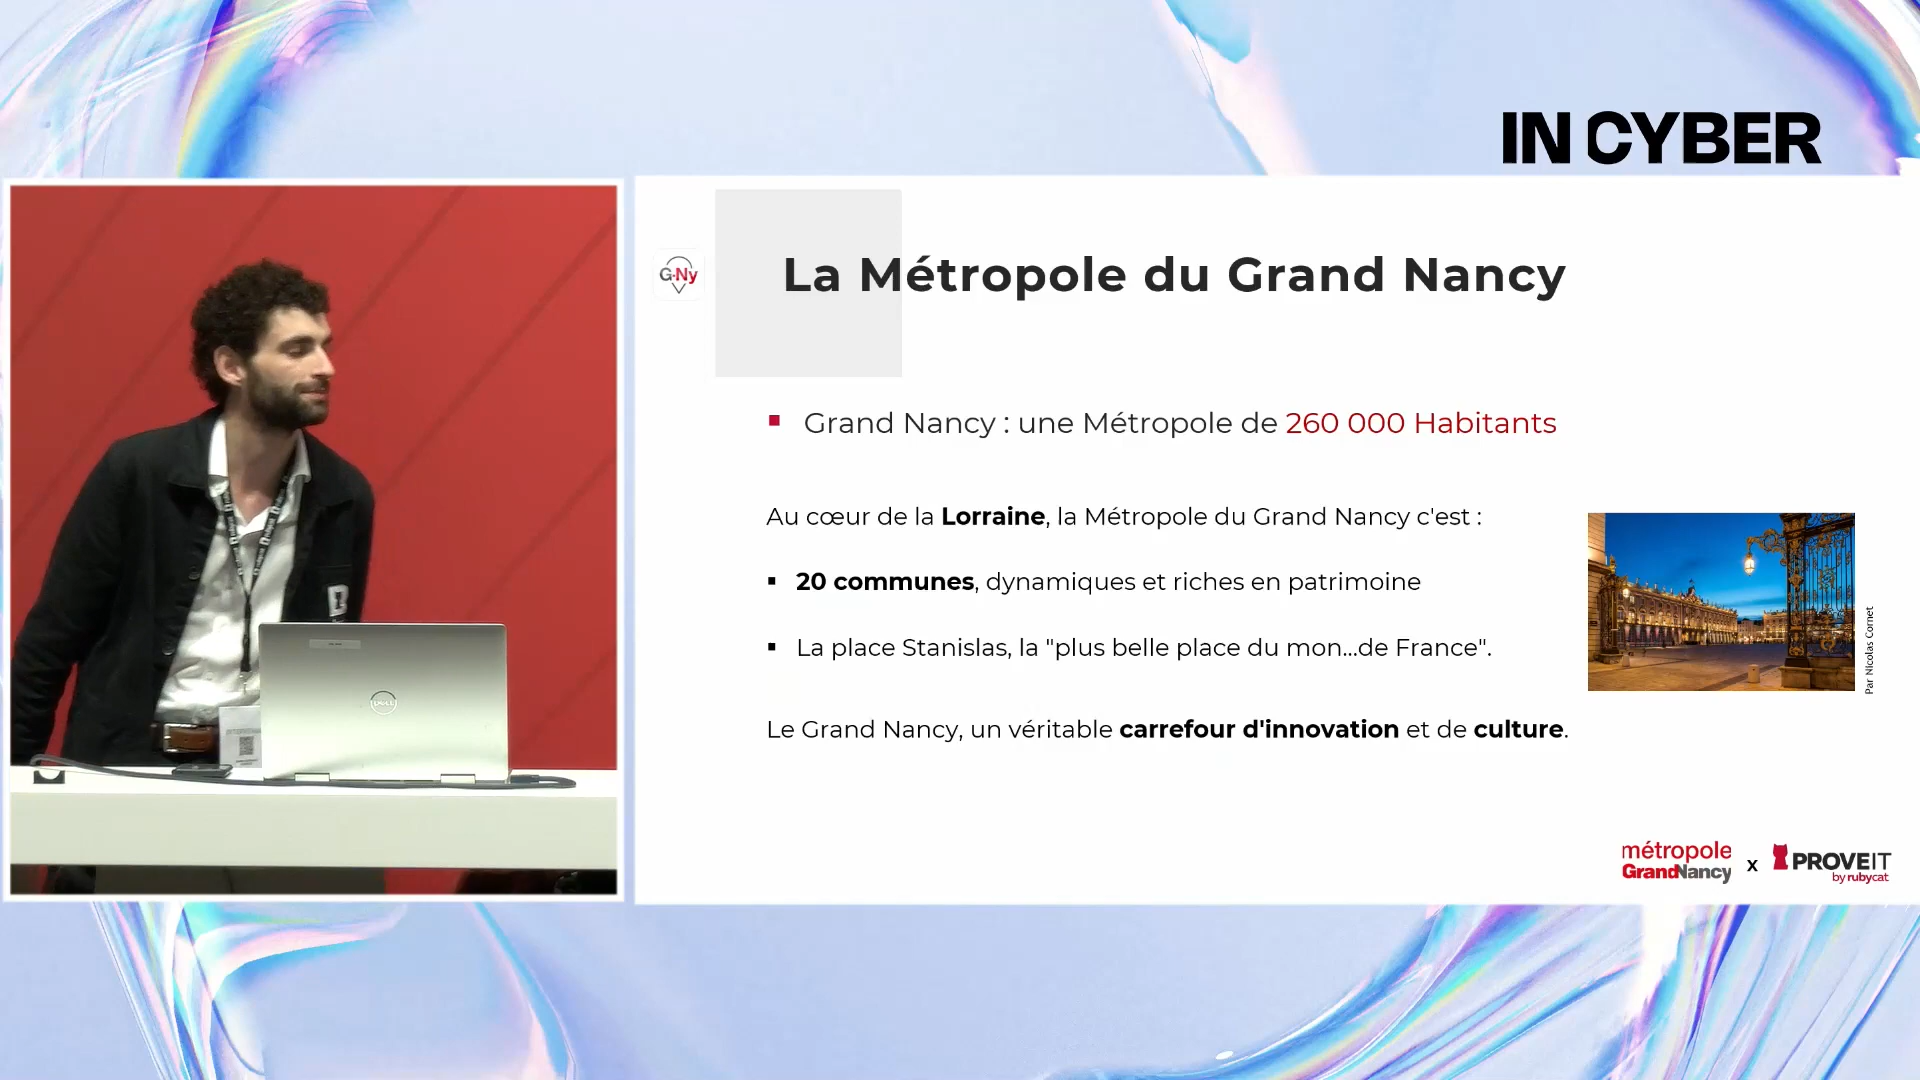 IN CYBER
G-Ny
La Métropole du Grand Nancy
▪ Grand Nancy : une Métropole de 260 000 Habitants
Au cœur de la Lorraine, la Métropole du Grand Nancy c'est :
▪ 20 communes, dynamiques et riches en patrimoine
▪ La place Stanislas, la "plus belle place du mon...de France".
Par Nicolas Cornet
Le Grand Nancy, un véritable carrefour d'innovation et de culture.
métropole
GrandNancy
x
PROVEIT
by rubycat
DELL